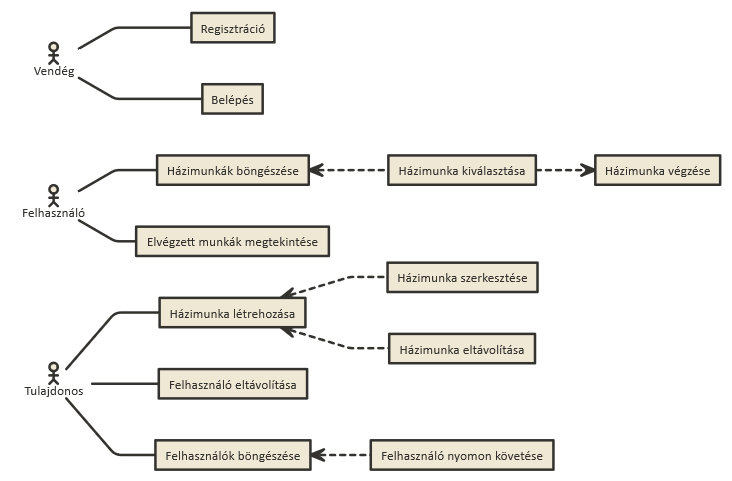 Regisztráció
Vendég
Belépés
Házimunkák böngészése
Házimunka kiválasztása
Házimunka végzése
Felhasználó
Elvégzett munkák megtekintése
Házimunka szerkesztése
Házimunka létrehozása
Házimunka eltávolítása
Felhasználó eltávolítása
Tulajdonos
Felhasználók böngészése
Felhasználó nyomon követése